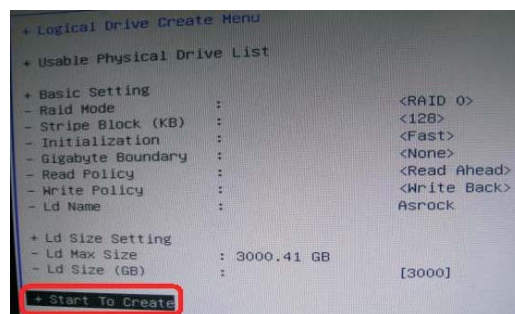 + Logical Drive Create Menu
+ Usable Physical Drive List
+ Basic Setting
- Raid Mode : <RAID 0>
- Stripe Block (KB) : <128>
- Initialization : <Fast>
- Gigabyte Boundary : <None>
- Read Policy : <Read Ahead>
- Write Policy : <Write Back>
- Ld Name : Asrock
+ Ld Size Setting
- Ld Max Size : 3000.41 GB
- Ld Size (GB) : [3000]
+ Start To Create